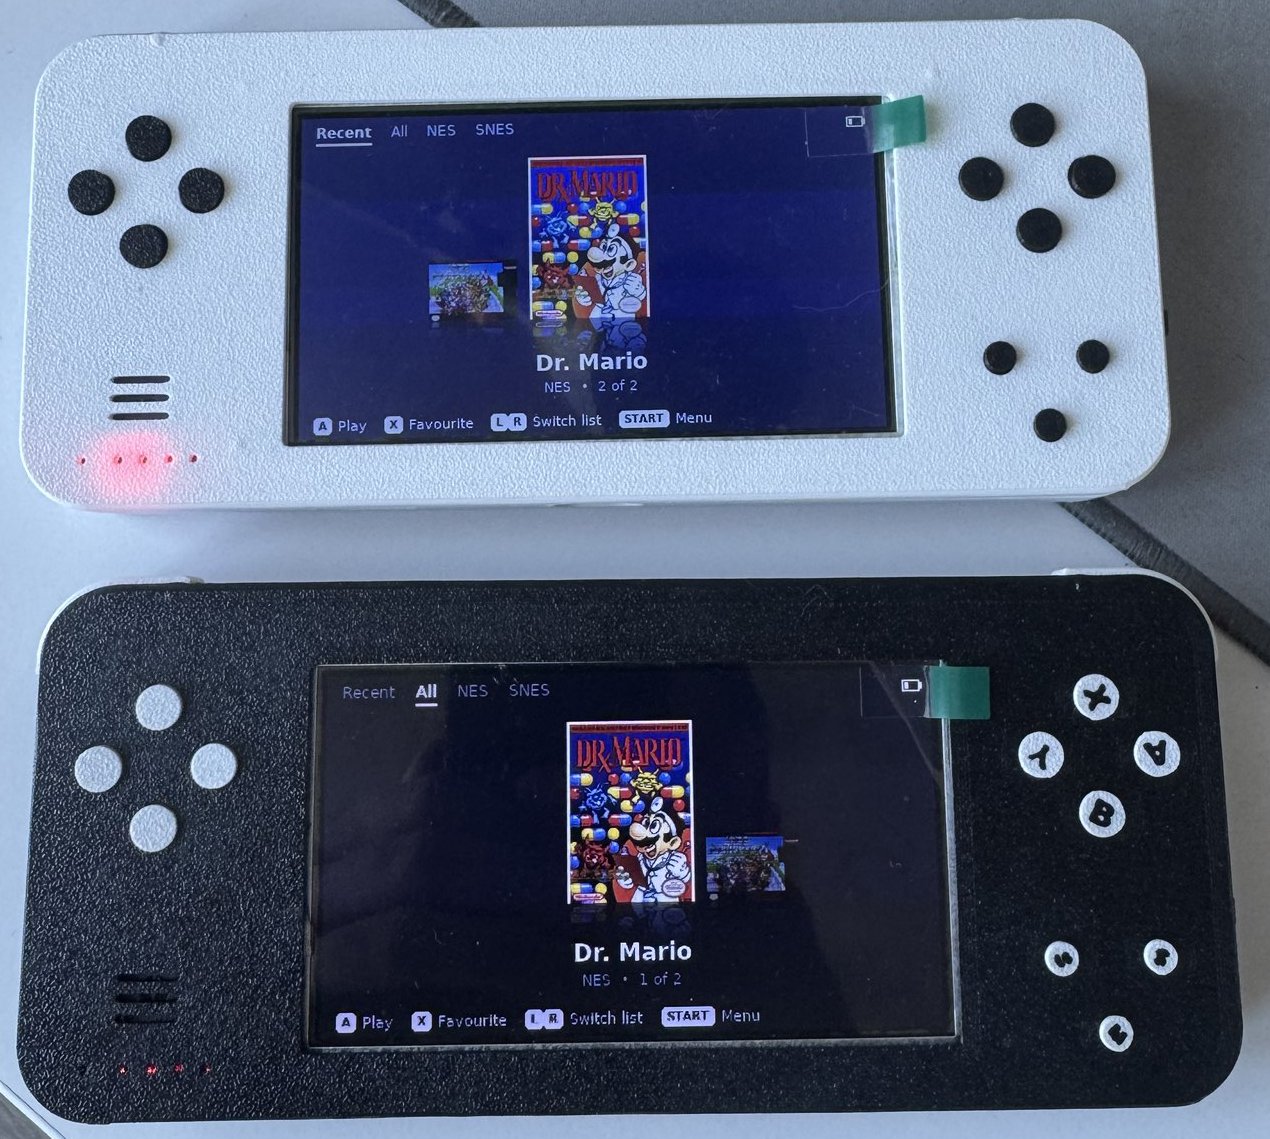 Recent All NES SNES
DR. MARIO
Dr. Mario
NES • 2 of 2
A Play X Favourite L R Switch list START Menu
Recent All NES SNES
DR. MARIO
Dr. Mario
NES • 1 of 2
A Play X Favourite L R Switch list START Menu
X
Y A
B